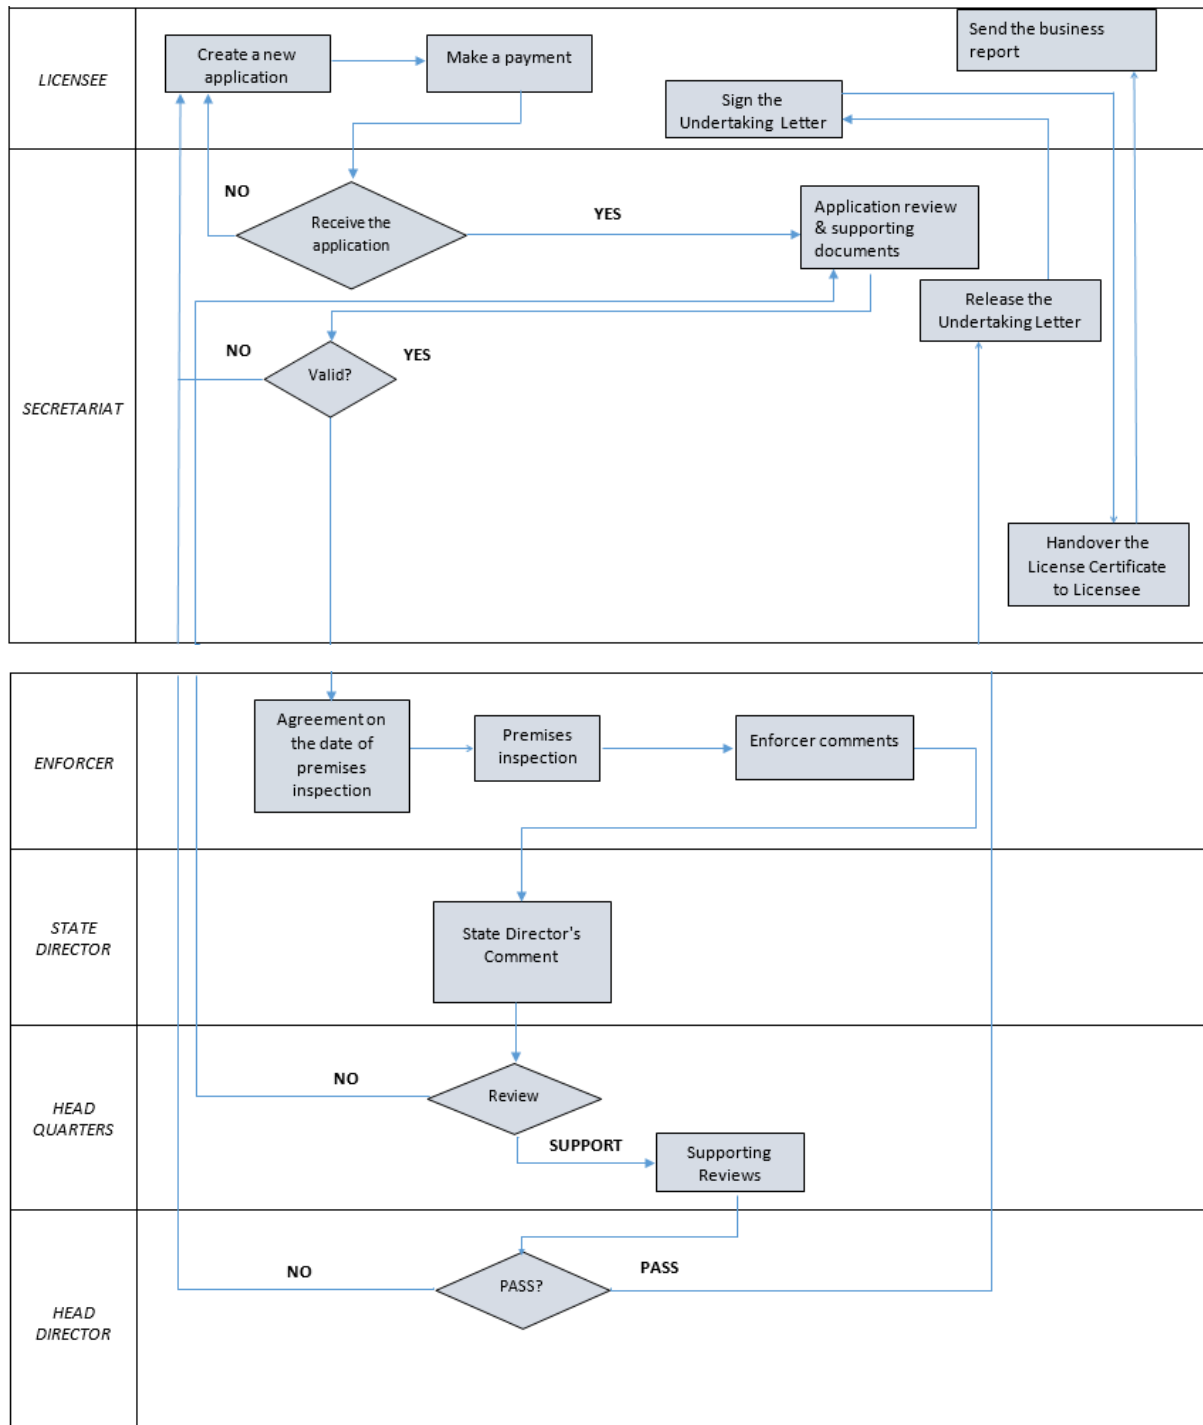 LICENSEE
Create a new
application
Make a payment
Sign the
Undertaking Letter
Send the business
report
SECRETARIAT
NO
Receive the
application
YES
Application review
& supporting
documents
Release the
Undertaking Letter
NO
Valid?
YES
Handover the
License Certificate
to Licensee
ENFORCER
Agreement on
the date of
premises
inspection
Premises
inspection
Enforcer comments
STATE
DIRECTOR
State Director's
Comment
HEAD
QUARTERS
NO
Review
SUPPORT
Supporting
Reviews
HEAD
DIRECTOR
NO
PASS?
PASS